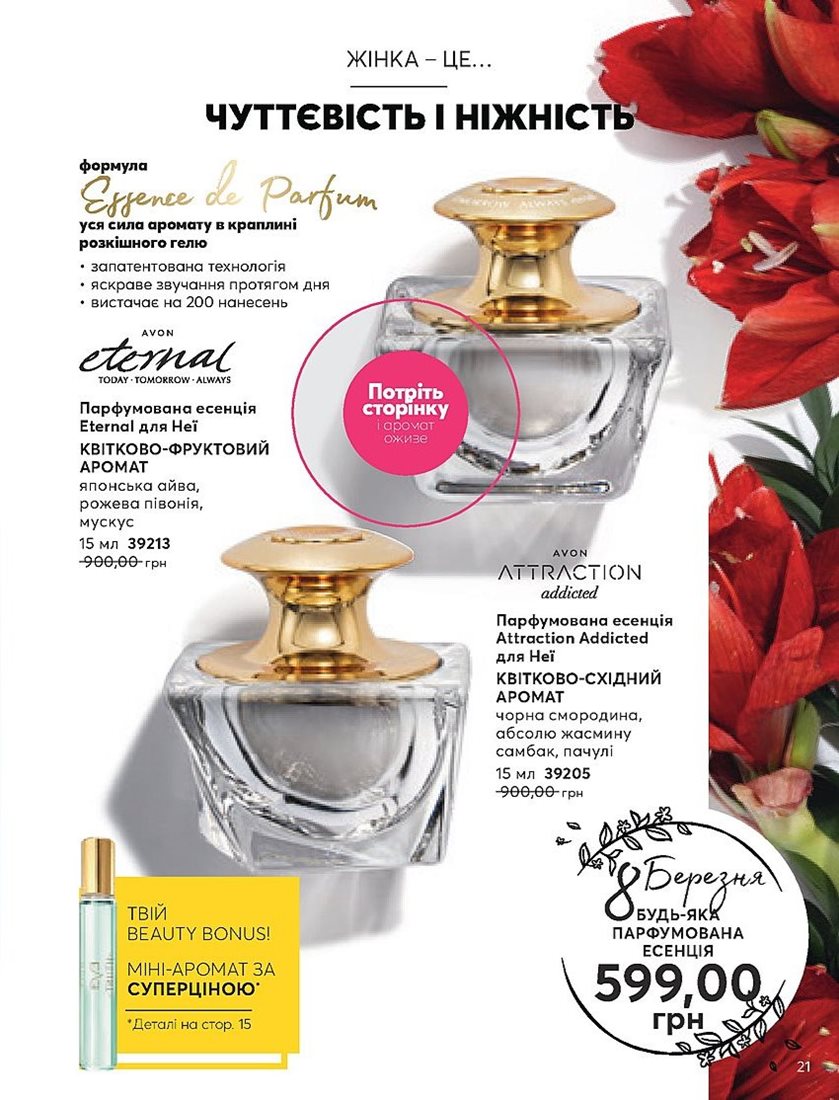 ЖІНКА – ЦЕ...
ЧУТТЄВІСТЬ І НІЖНІСТЬ
формула
Essence de Parfum
уся сила аромату в краплині
розкішного гелю
• запатентована технологія
• яскраве звучання протягом дня
• вистачає на 200 нанесень
AVON
eternal
TODAY · TOMORROW · ALWAYS
Парфумована есенція
Eternal для Неї
КВІТКОВО-ФРУКТОВИЙ
АРОМАТ
японська айва,
рожева півонія,
мускус
15 мл 39213
900,00 грн
Потріть
сторінку
і аромат
оживе
AVON
ATTRACTION
addicted
Парфумована есенція
Attraction Addicted
для Неї
КВІТКОВО-СХІДНИЙ
АРОМАТ
чорна смородина,
абсолю жасмину
самбак, пачулі
15 мл 39205
900,00 грн
8 Березня
БУДЬ-ЯКА
ПАРФУМОВАНА
ЕСЕНЦІЯ
599,00
грн
ТВІЙ
BEAUTY BONUS!
МІНІ-АРОМАТ ЗА
СУПЕРЦІНОЮ*
*Деталі на стор. 15
21